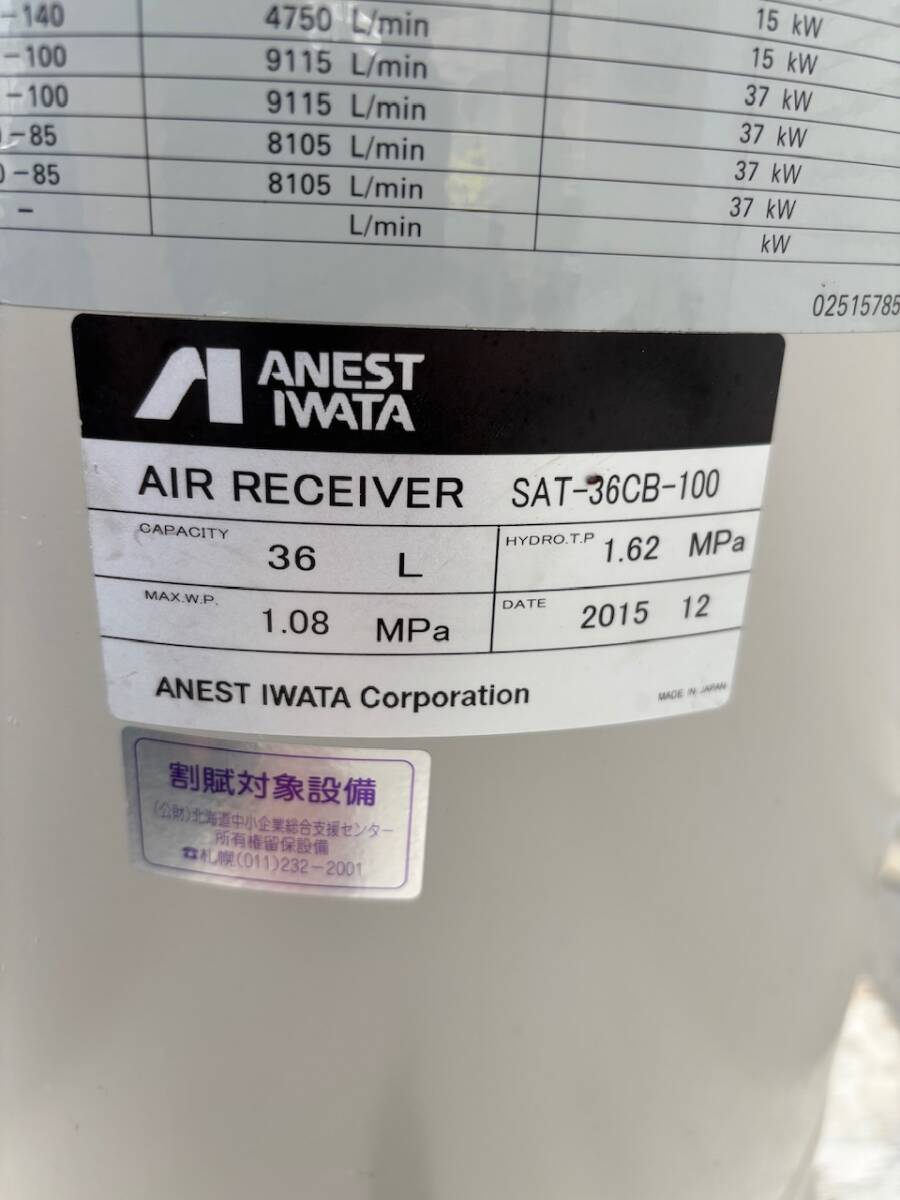 -140 4750 L/min 15 kW
-100 9115 L/min 15 kW
-100 9115 L/min 37 kW
-85 8105 L/min 37 kW
0-85 8105 L/min 37 kW
- L/min 37 kW
kW
02515785
ANEST
IWATA
AIR RECEIVER SAT-36CB-100
CAPACITY 36 L HYDRO.T.P 1.62 MPa
MAX.W.P. 1.08 MPa DATE 2015 12
ANEST IWATA Corporation MADE IN JAPAN
割賦対象設備
(公財)北海道中小企業総合支援センター
所有権留保設備
☎札幌(011)232-2001